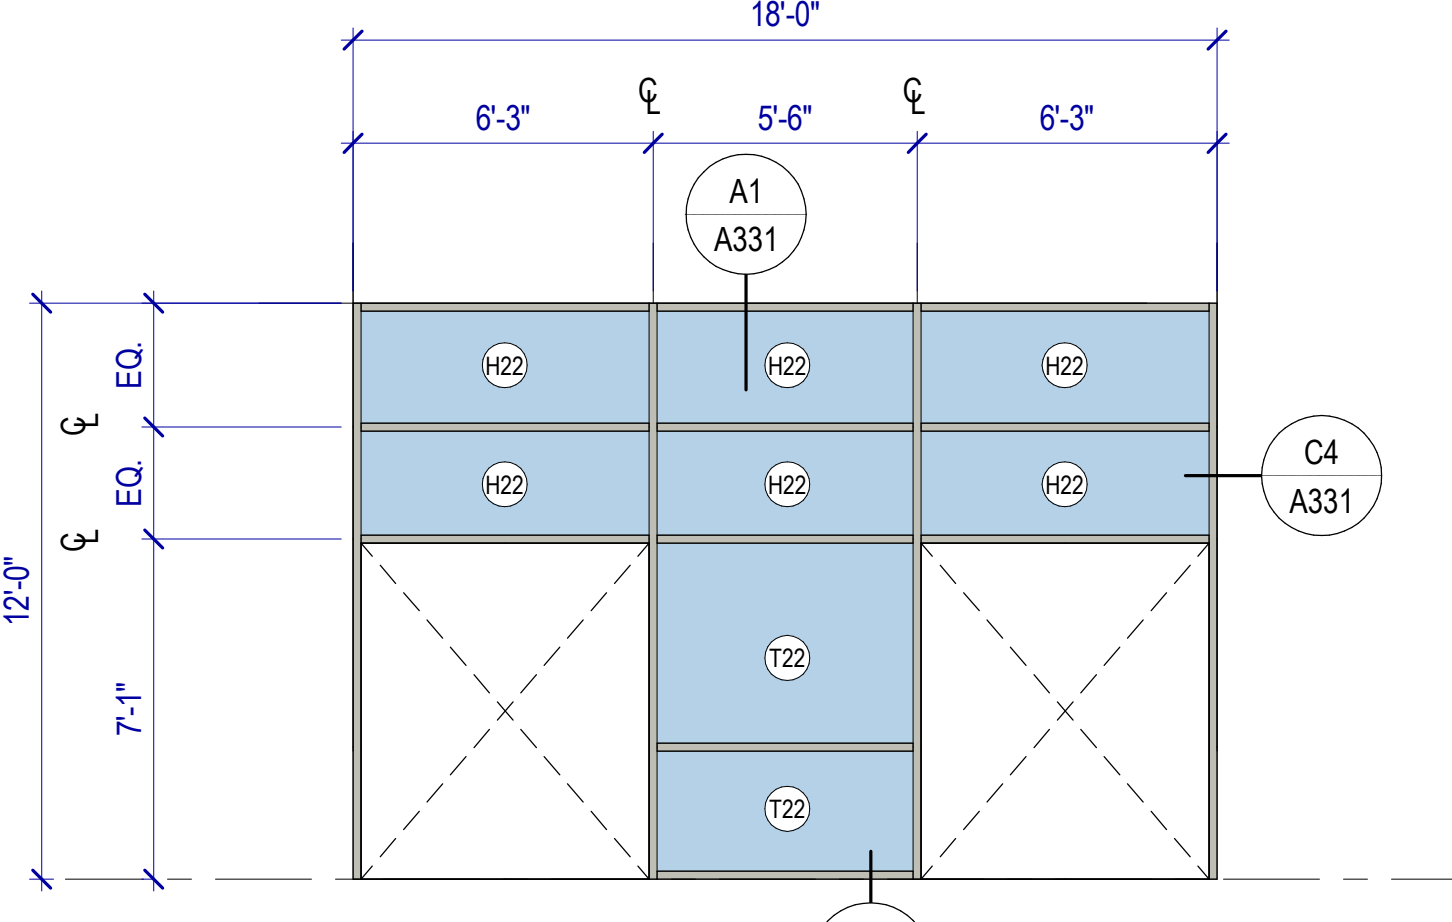 18'-0"
℄
℄
6'-3"
5'-6"
6'-3"
A1
A331
EQ.
H22
H22
H22
℄
EQ.
H22
H22
H22
C4
A331
℄
12'-0"
7'-1"
T22
T22